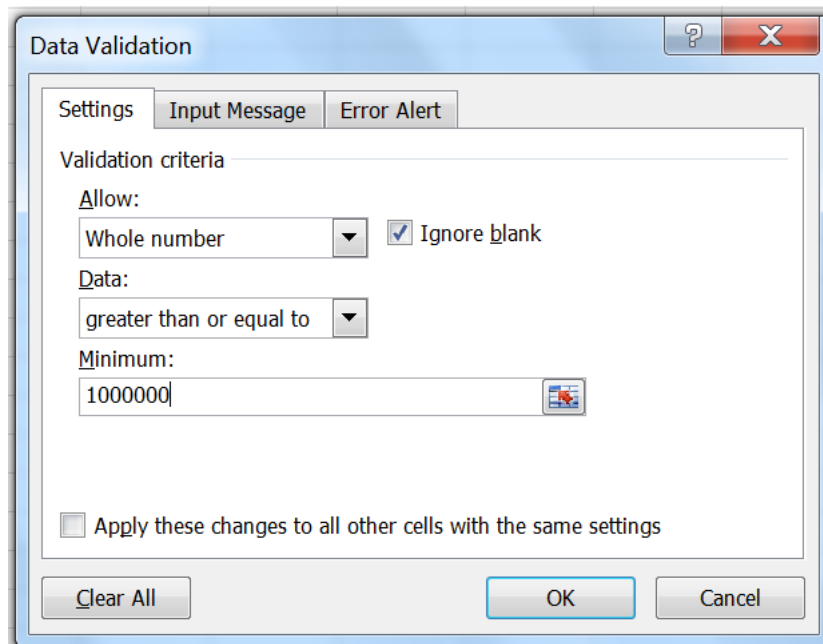 Data Validation
?
X
Settings Input Message Error Alert
Validation criteria
Allow:
Whole number
Ignore blank
Data:
greater than or equal to
Minimum:
1000000
Apply these changes to all other cells with the same settings
Clear All OK Cancel